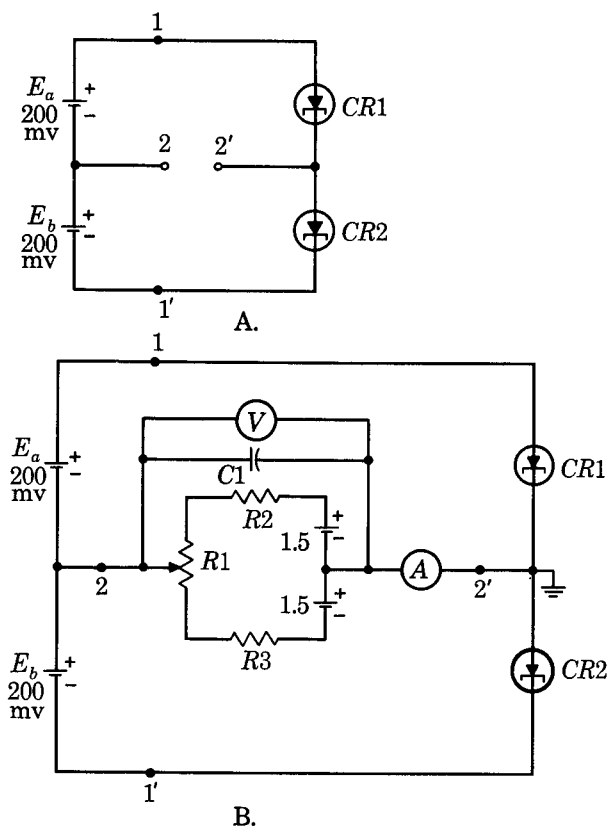 1
E_a
+
200
−
mv
CR1
2
2′
E_b
+
200
−
mv
CR2
1′
A.
1
V
E_a
+
200
−
mv
C1
CR1
R2
+
1.5
−
R1
2
A
2′
1.5
+
−
R3
E_b
+
200
−
mv
CR2
1′
B.